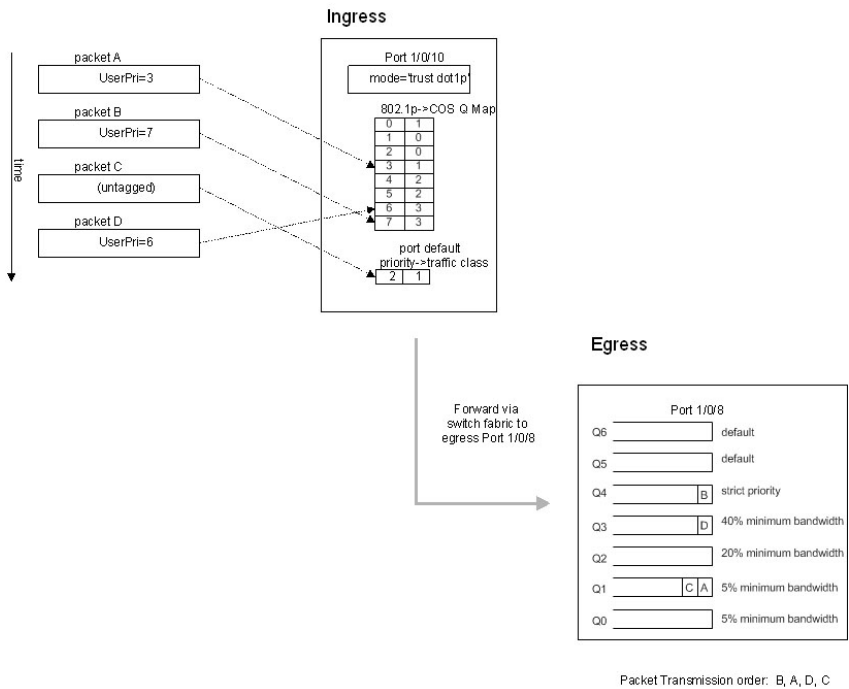 Ingress
packet A
UserPri=3
packet B
UserPri=7
packet C
(untagged)
packet D
UserPri=6
time
Port 1/0/10
mode='trust dot1p'
802.1p->COS Q Map
0 1
1 0
2 0
3 1
4 2
5 2
6 3
7 3
port default
priority->traffic class
2 1
Forward via
switch fabric to
egress Port 1/0/8
Egress
Port 1/0/8
Q6 default
Q5 default
Q4 B strict priority
Q3 D 40% minimum bandwidth
Q2 20% minimum bandwidth
Q1 C A 5% minimum bandwidth
Q0 5% minimum bandwidth
Packet Transmission order: B, A, D, C